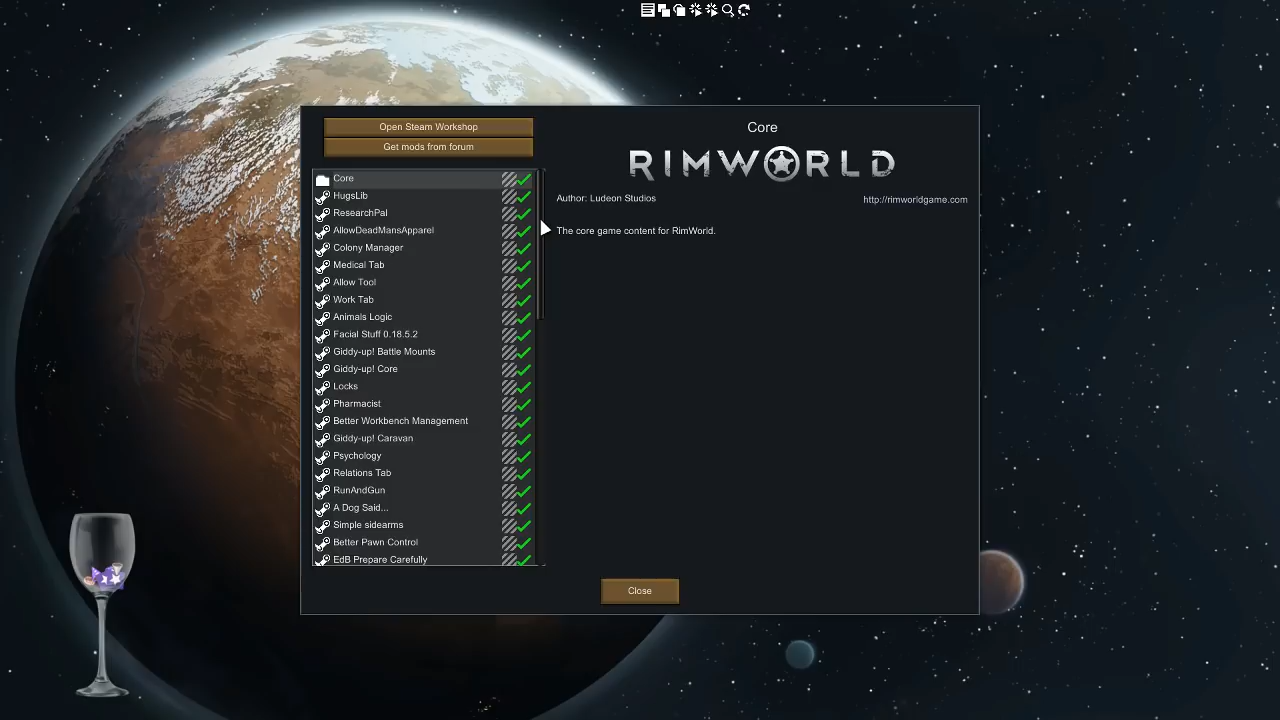 Open Steam Workshop
Get mods from forum
Core
HugsLib
ResearchPal
AllowDeadMansApparel
Colony Manager
Medical Tab
Allow Tool
Work Tab
Animals Logic
Facial Stuff 0.18.5.2
Giddy-up! Battle Mounts
Giddy-up! Core
Locks
Pharmacist
Better Workbench Management
Giddy-up! Caravan
Psychology
Relations Tab
RunAndGun
A Dog Said...
Simple sidearms
Better Pawn Control
EdB Prepare Carefully
Core
RIMWORLD
Author: Ludeon Studios
http://rimworldgame.com
The core game content for RimWorld.
Close